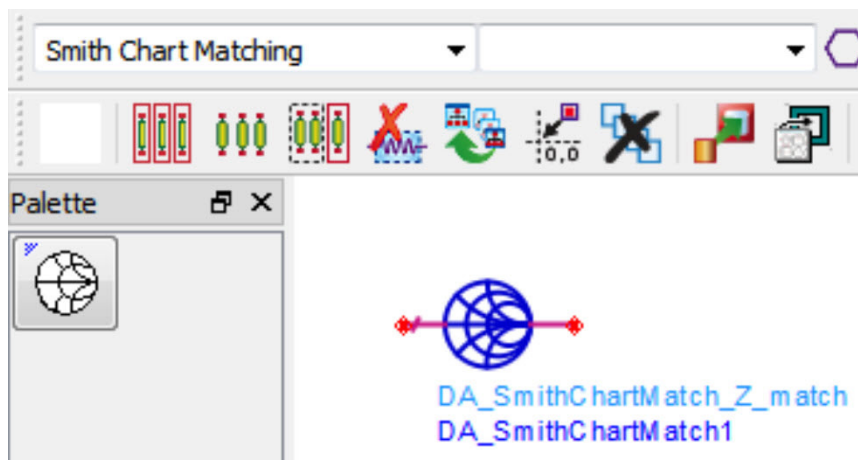 Smith Chart Matching
0,0
Palette
DA_SmithChartMatch_Z_match
DA_SmithChartMatch1